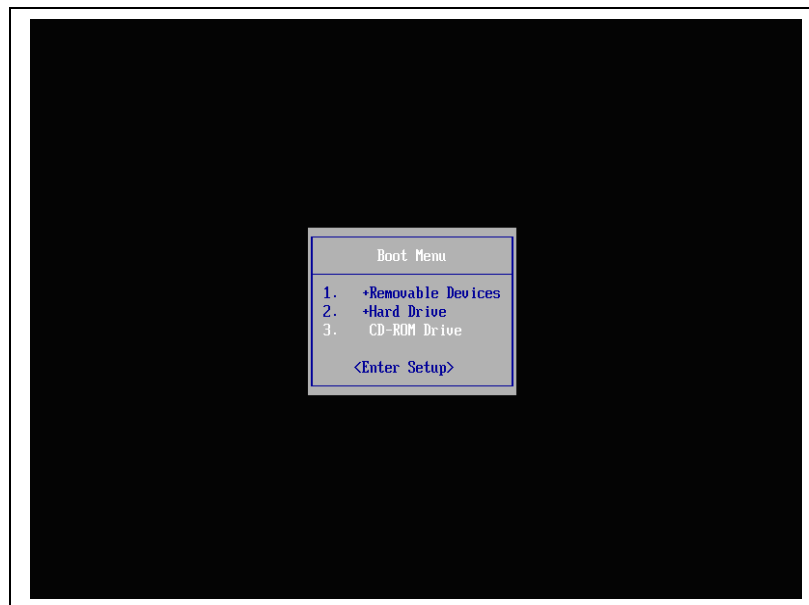 Boot Menu
1. +Removable Devices
2. +Hard Drive
3. CD-ROM Drive
<Enter Setup>